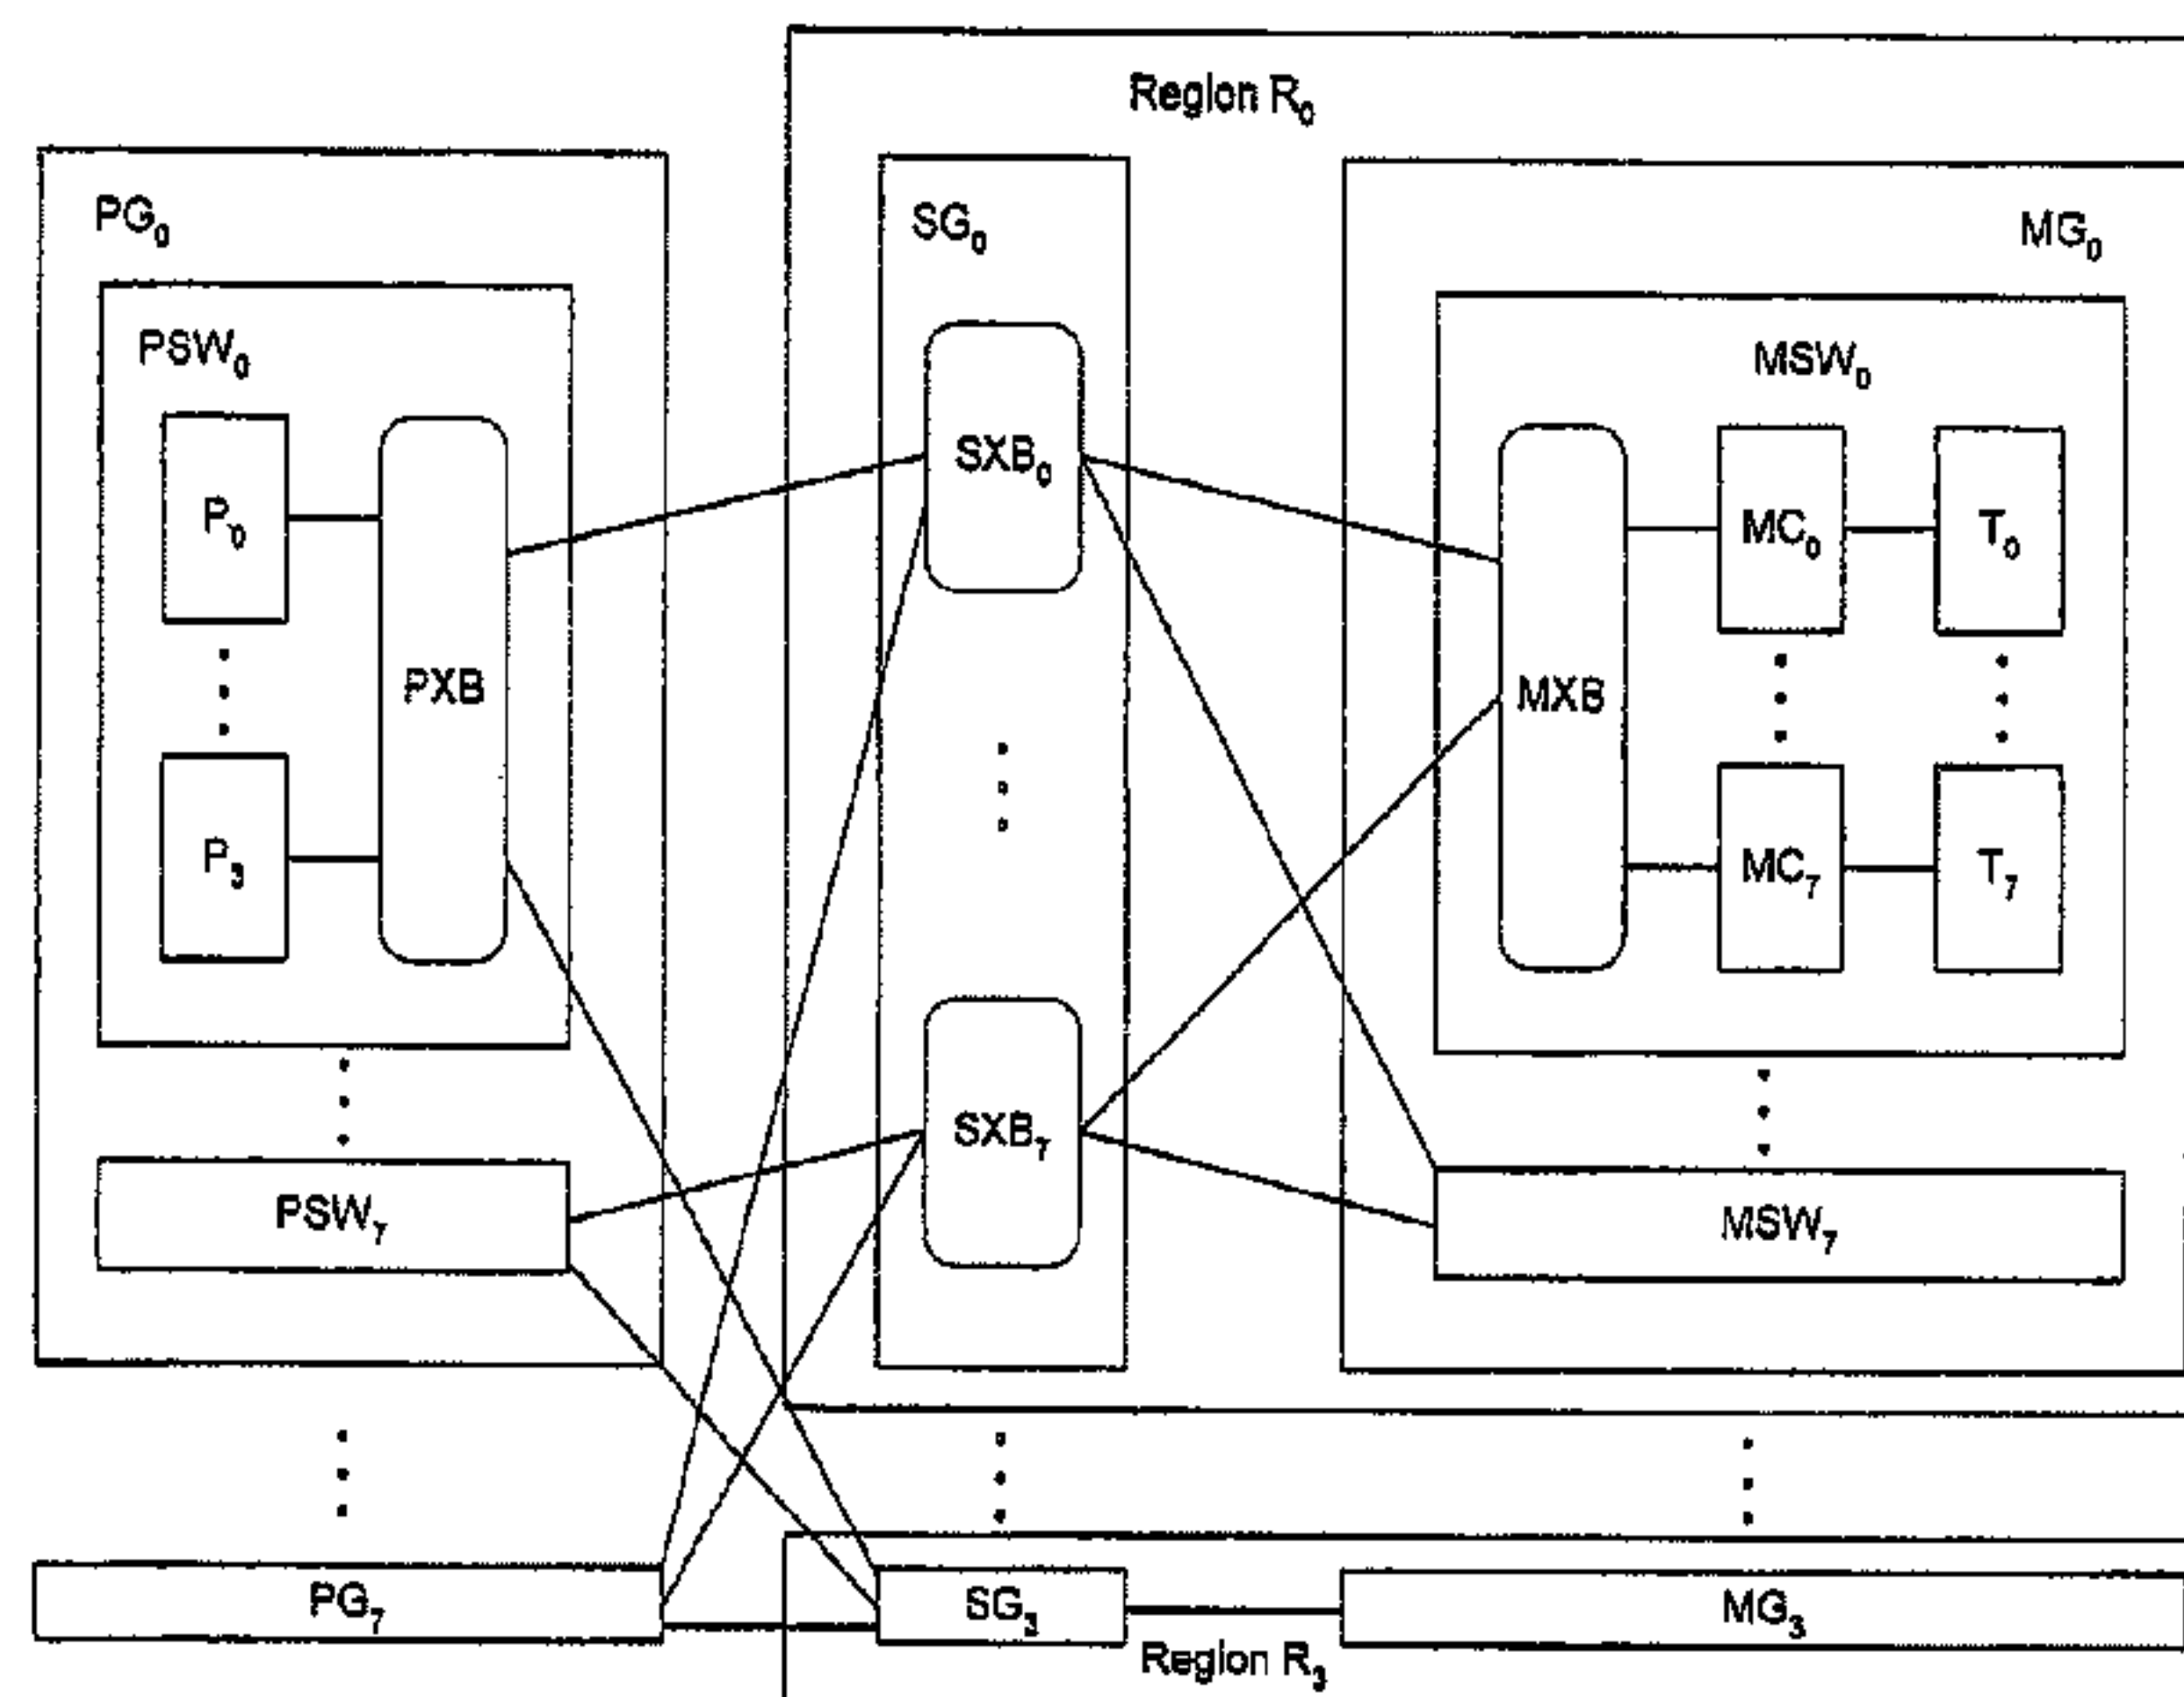 Region R0
PG0
SG0
MG0
PSW0
MSW0
P0
PXB
SXB0
MXB
MC0
T0
P3
MC7
T7
SXB7
PSW7
MSW7
PG7
SG3
MG3
Region R3